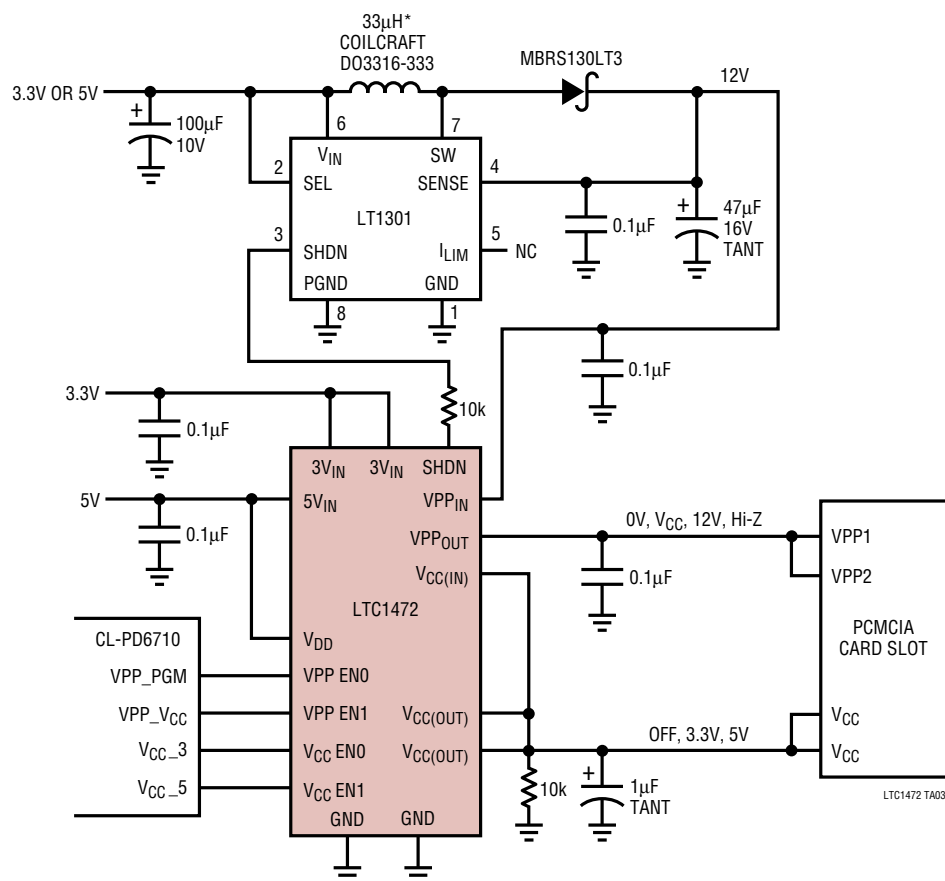 33µH*
COILCRAFT
DO3316-333
MBRS130LT3
12V
3.3V OR 5V
+
100µF
10V
6
7
VIN
SW
2
SEL
SENSE
4
LT1301
3
SHDN
ILIM
5
NC
PGND
GND
8
1
0.1µF
+
47µF
16V
TANT
0.1µF
3.3V
0.1µF
10k
3VIN
3VIN
SHDN
5V
5VIN
VPPIN
0.1µF
VPPOUT
0V, VCC, 12V, Hi-Z
VPP1
VCC(IN)
0.1µF
VPP2
LTC1472
PCMCIA
CARD SLOT
CL-PD6710
VDD
VPP_PGM
VPP EN0
VPP_VCC
VPP EN1
VCC(OUT)
VCC
VCC_3
VCC EN0
VCC(OUT)
OFF, 3.3V, 5V
VCC
VCC_5
VCC EN1
10k
+
1µF
TANT
GND
GND
LTC1472 TA03